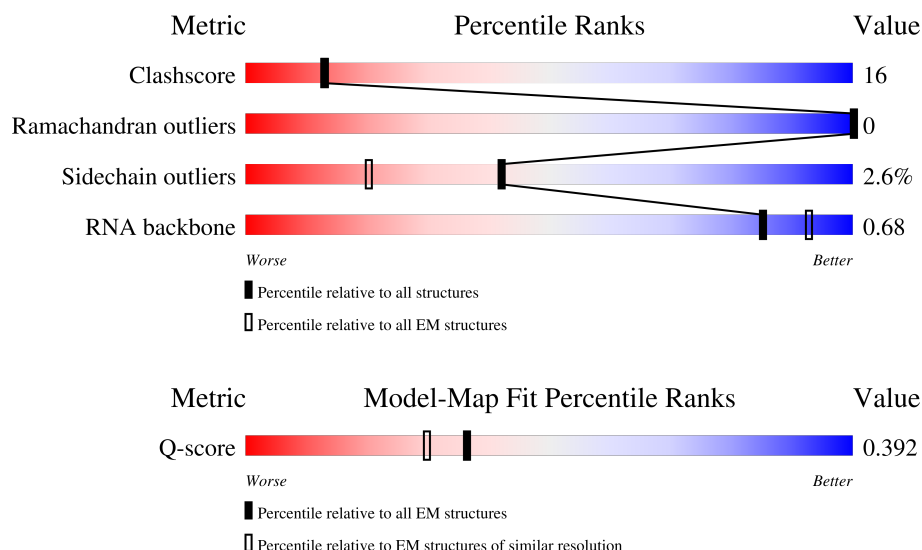 Metric Percentile Ranks Value
Clashscore 16
Ramachandran outliers 0
Sidechain outliers 2.6%
RNA backbone 0.68
Worse Better
Percentile relative to all structures
Percentile relative to all EM structures
Metric Model-Map Fit Percentile Ranks Value
Q-score 0.392
Worse Better
Percentile relative to all EM structures
Percentile relative to EM structures of similar resolution